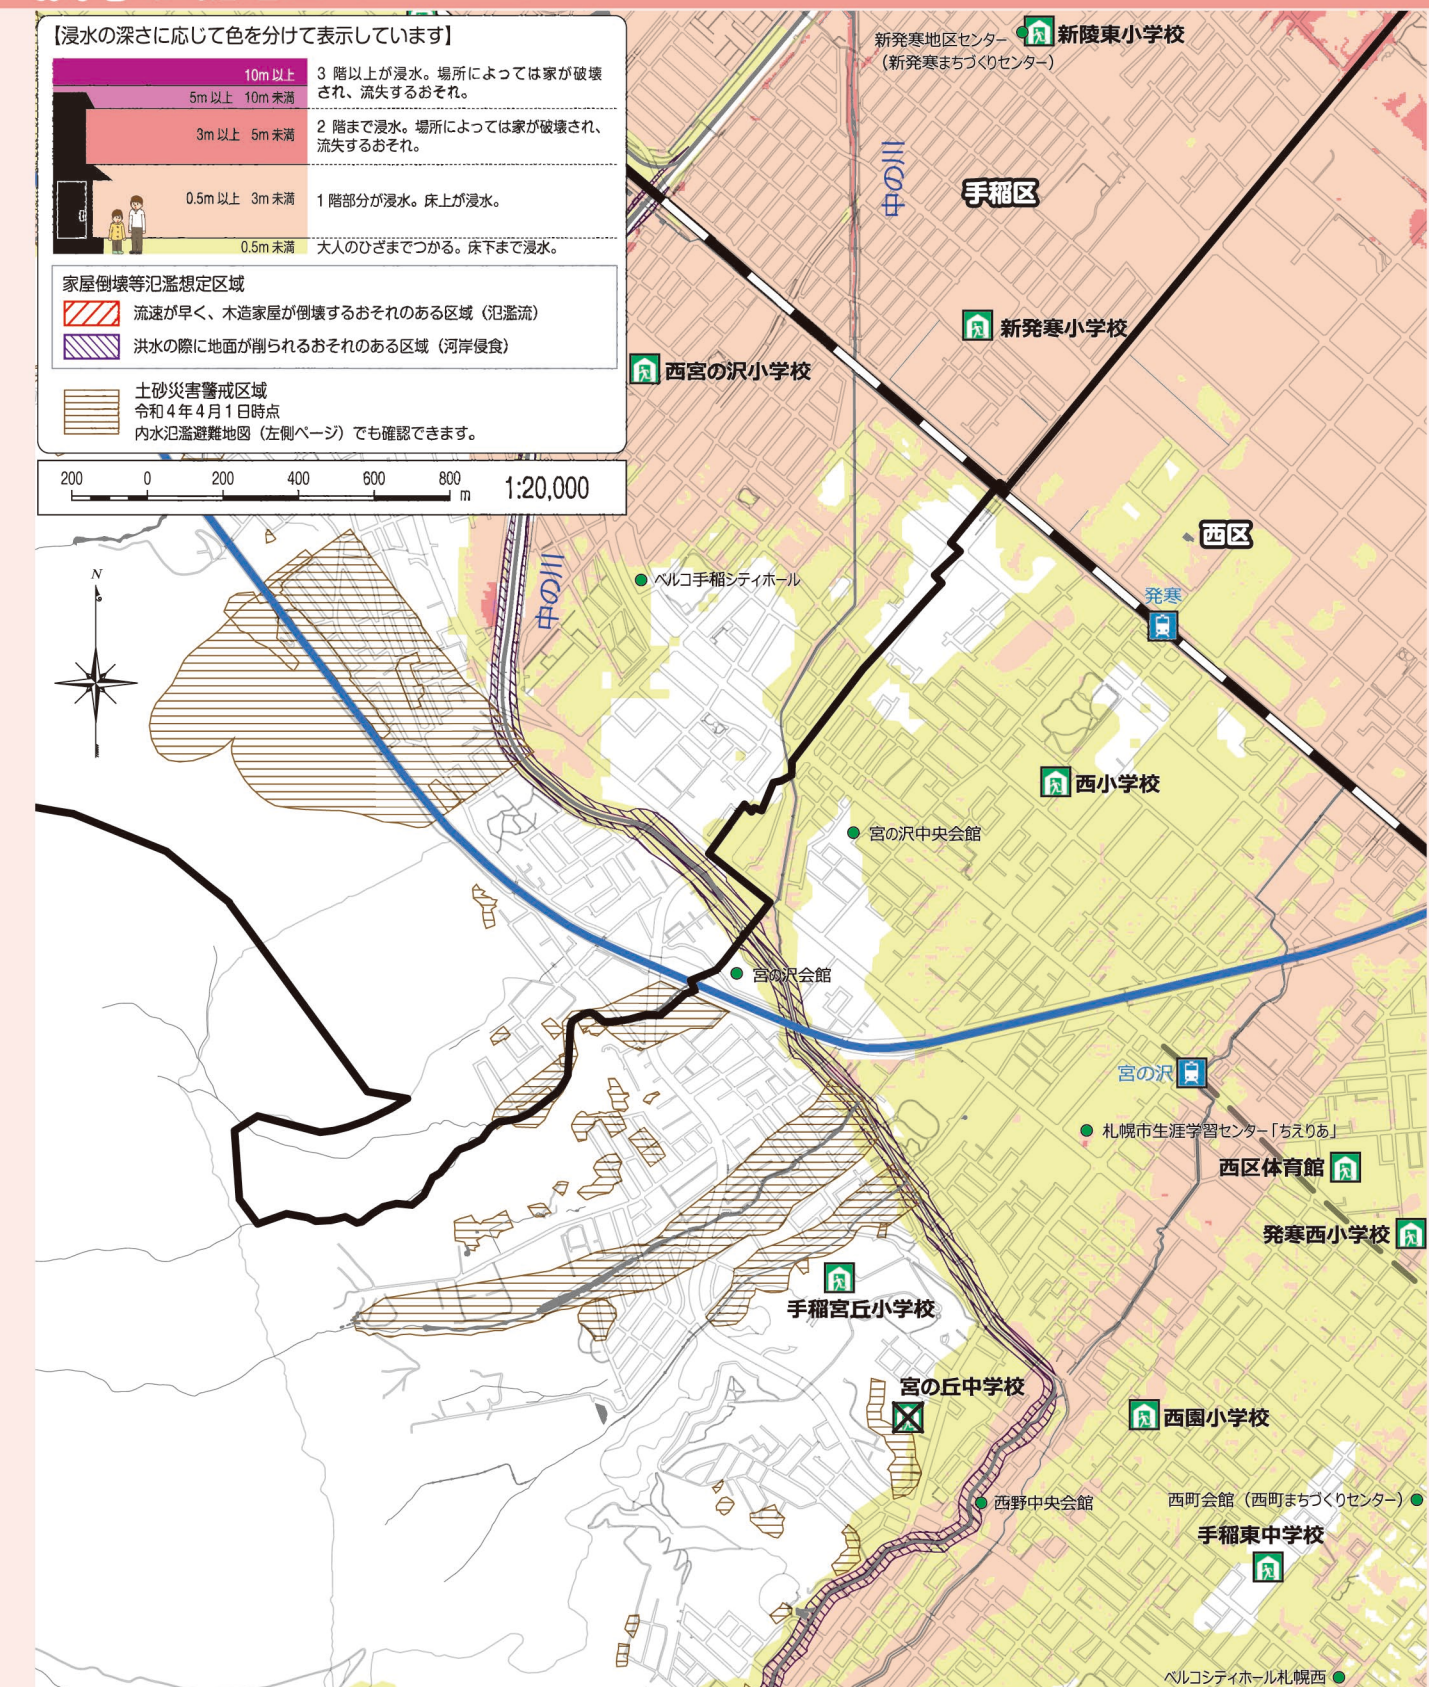 【浸水の深さに応じて色を分けて表示しています】
10m以上
3階以上が浸水。場所によっては家が破壊
され、流失するおそれ。
5m以上 10m未満
3m以上 5m未満
2階まで浸水。場所によっては家が破壊され、
流失するおそれ。
0.5m以上 3m未満
1階部分が浸水。床上が浸水。
0.5m未満
大人のひざまでつかる。床下まで浸水。
家屋倒壊等氾濫想定区域
流速が早く、木造家屋が倒壊するおそれのある区域（氾濫流）
洪水の際に地面が削られるおそれのある区域（河岸侵食）
土砂災害警戒区域
令和4年4月1日時点
内水氾濫避難地図（左側ページ）でも確認できます。
200 0 200 400 600 800 m 1:20,000
N
新発寒地区センター
（新発寒まちづくりセンター）
新陵東小学校
中の川
手稲区
新発寒小学校
西宮の沢小学校
西区
中の川
ベルコ手稲シティホール
発寒
西小学校
宮の沢中央会館
宮の沢会館
宮の沢
札幌市生涯学習センター「ちえりあ」
西区体育館
発寒西小学校
手稲宮丘小学校
宮の丘中学校
西園小学校
西野中央会館
西町会館（西町まちづくりセンター）
手稲東中学校
ベルコシティホール札幌西